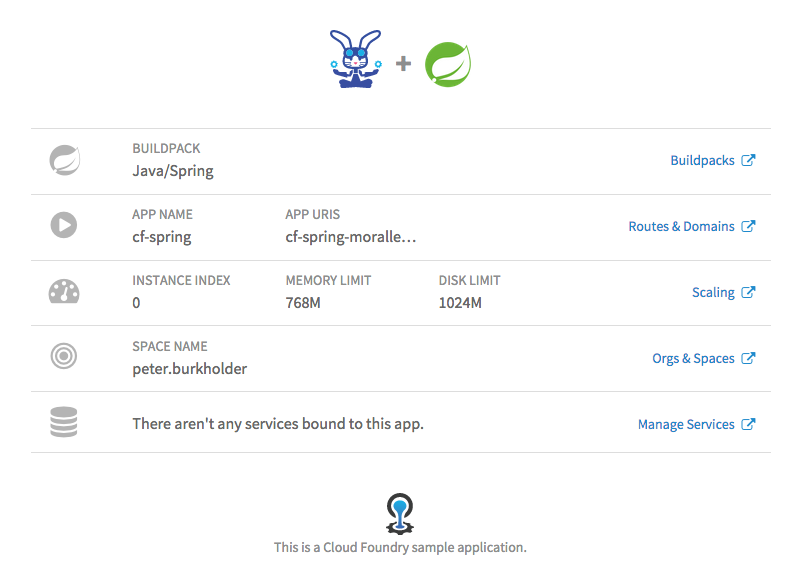 BUILDPACK
Java/Spring
Buildpacks
APP NAME
cf-spring
APP URIS
cf-spring-moralle…
Routes & Domains
INSTANCE INDEX
0
MEMORY LIMIT
768M
DISK LIMIT
1024M
Scaling
SPACE NAME
peter.burkholder
Orgs & Spaces
There aren't any services bound to this app.
Manage Services
This is a Cloud Foundry sample application.